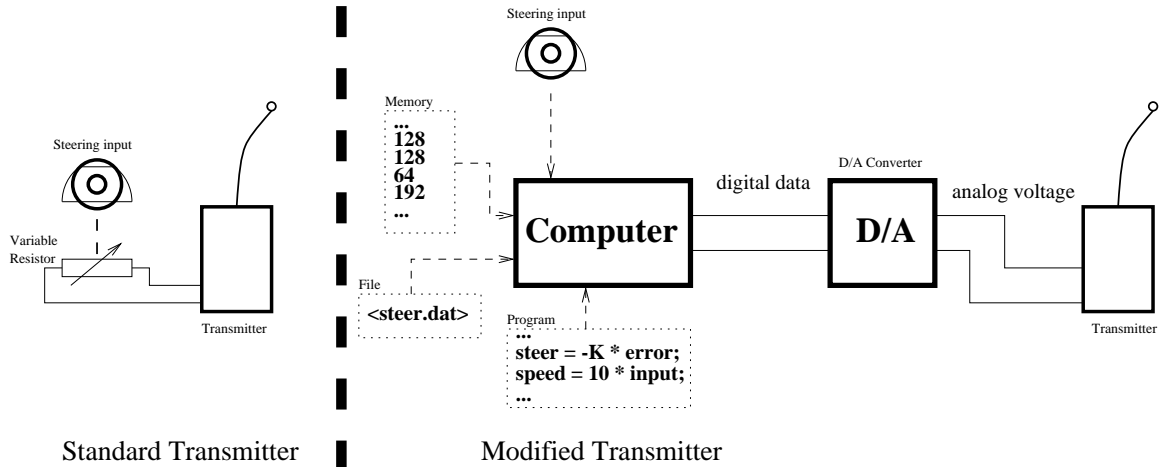 Steering input
Variable
Resistor
Transmitter
Standard Transmitter
Steering input
Memory
...
128
128
64
192
...
File
<steer.dat>
Program
...
steer = -K * error;
speed = 10 * input;
...
Computer
digital data
D/A Converter
D/A
analog voltage
Transmitter
Modified Transmitter